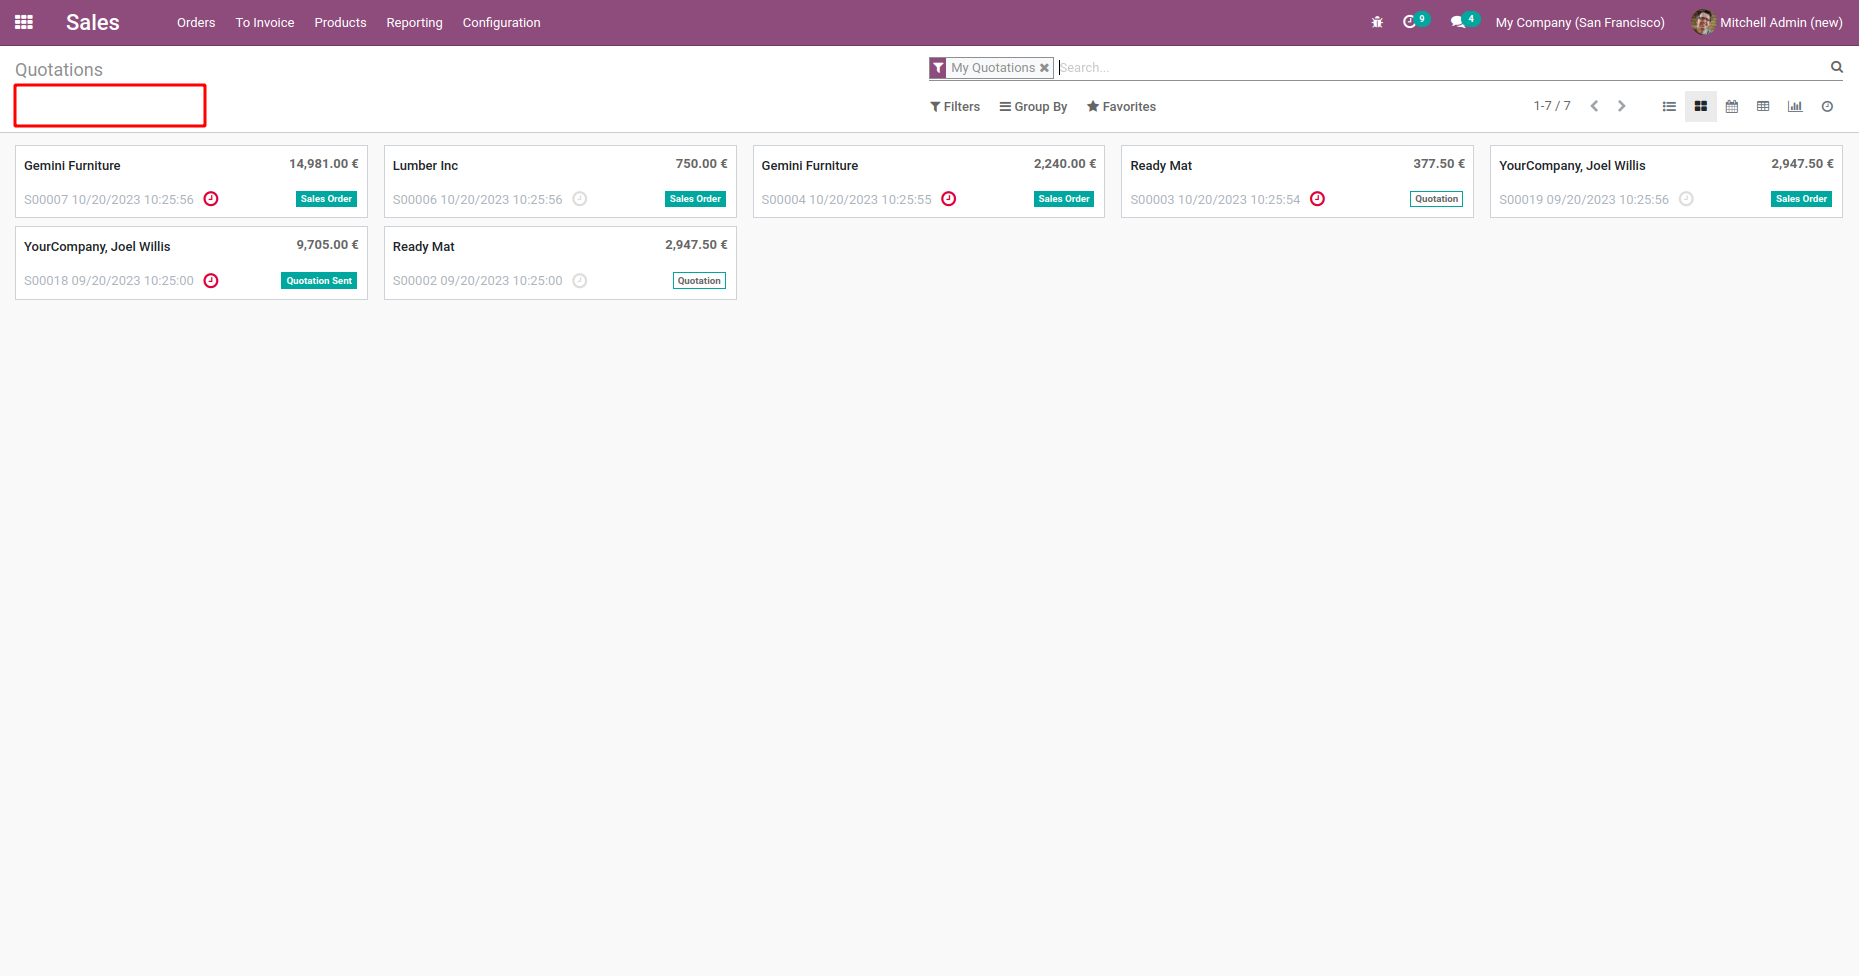 Sales Orders To Invoice Products Reporting Configuration 9 4 My Company (San Francisco) Mitchell Admin (new)
Quotations
My Quotations Search...
Filters Group By Favorites 1-7 / 7
Gemini Furniture 14,981.00 €
S00007 10/20/2023 10:25:56 Sales Order
Lumber Inc 750.00 €
S00006 10/20/2023 10:25:56 Sales Order
Gemini Furniture 2,240.00 €
S00004 10/20/2023 10:25:55 Sales Order
Ready Mat 377.50 €
S00003 10/20/2023 10:25:54 Quotation
YourCompany, Joel Willis 2,947.50 €
S00019 09/20/2023 10:25:56 Sales Order
YourCompany, Joel Willis 9,705.00 €
S00018 09/20/2023 10:25:00 Quotation Sent
Ready Mat 2,947.50 €
S00002 09/20/2023 10:25:00 Quotation